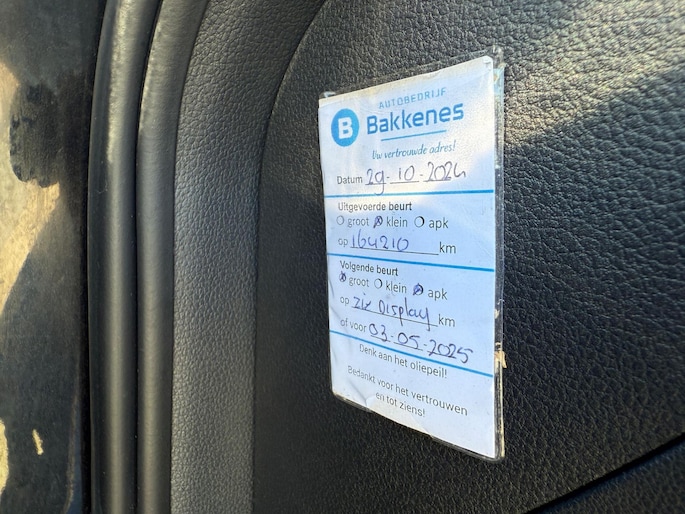 AUTOBEDRIJF
B Bakkenes
Uw vertrouwde adres!
Datum 29-10-2024
Uitgevoerde beurt
groot klein apk
op 164210 km
Volgende beurt
groot klein apk
op Zie Display km
of voor 03-05-2025
Denk aan het oliepeil!
Bedankt voor het vertrouwen
en tot ziens!